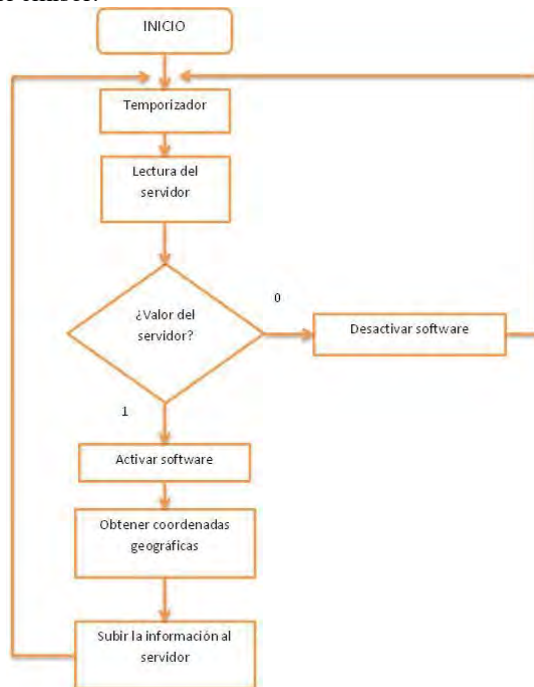 INICIO
Temporizador
Lectura del
servidor
¿Valor del
servidor?
0
Desactivar software
1
Activar software
Obtener coordenadas
geográficas
Subir la información al
servidor